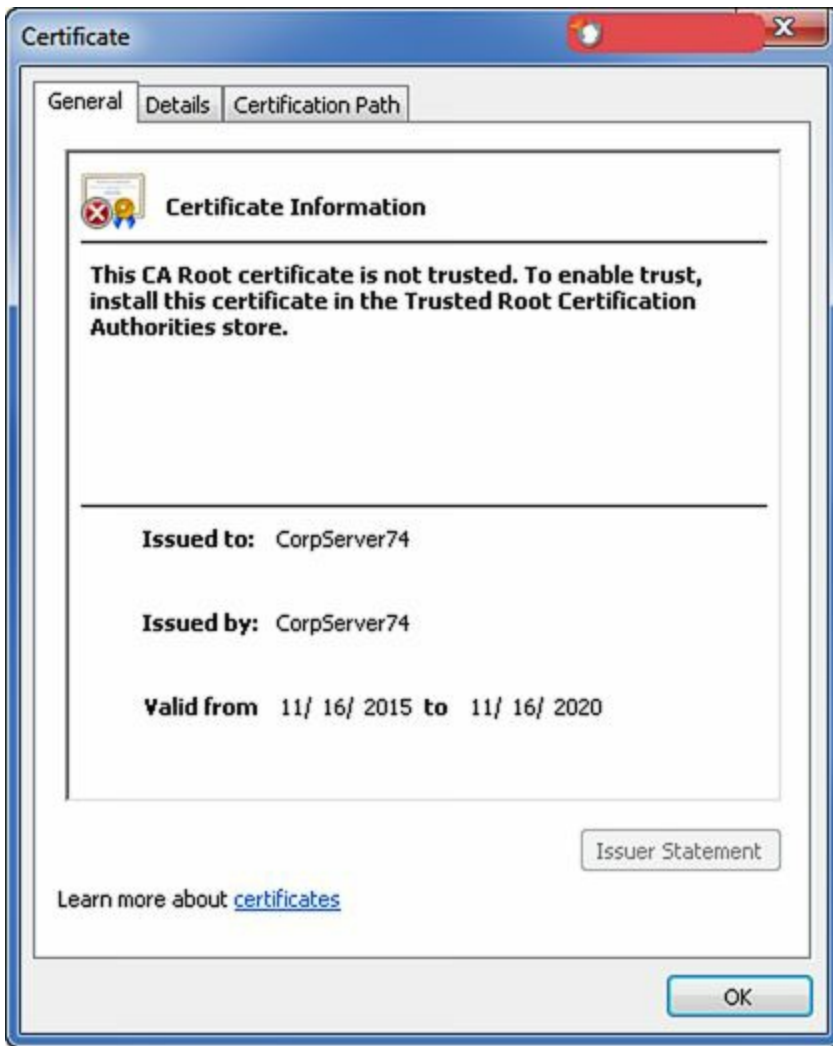 Certificate
General Details Certification Path
Certificate Information
This CA Root certificate is not trusted. To enable trust,
install this certificate in the Trusted Root Certification
Authorities store.
Issued to: CorpServer74
Issued by: CorpServer74
Valid from 11/ 16/ 2015 to 11/ 16/ 2020
Issuer Statement
Learn more about certificates
OK